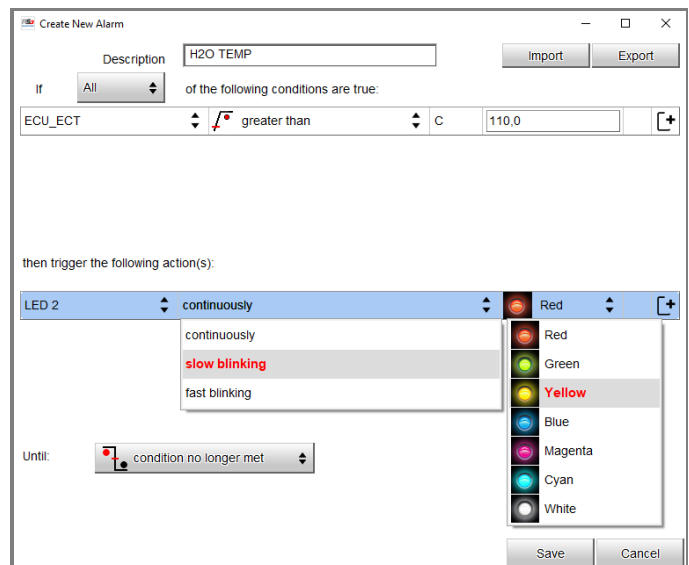 Create New Alarm
Description H2O TEMP Import Export
If All of the following conditions are true:
ECU_ECT greater than C 110,0
then trigger the following action(s):
LED 2 continuously Red
continuously Red
slow blinking Green
fast blinking Yellow
Blue
Until: condition no longer met Magenta
Cyan
White
Save Cancel